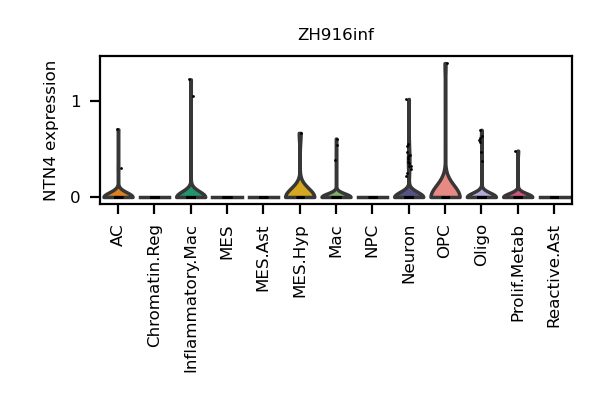 ZH916inf
NTN4 expression
1
0
AC
Chromatin.Reg
Inflammatory.Mac
MES
MES.Ast
MES.Hyp
Mac
NPC
Neuron
OPC
Oligo
Prolif.Metab
Reactive.Ast